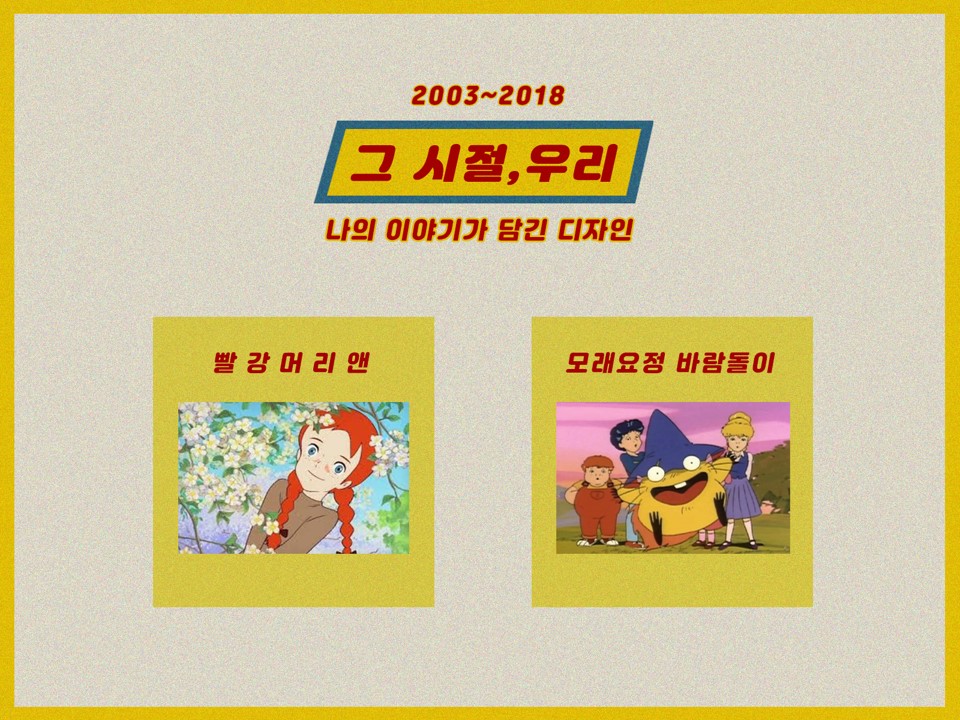 2003~2018
그 시절,우리
나의 이야기가 담긴 디자인
빨강머리앤
모래요정 바람돌이